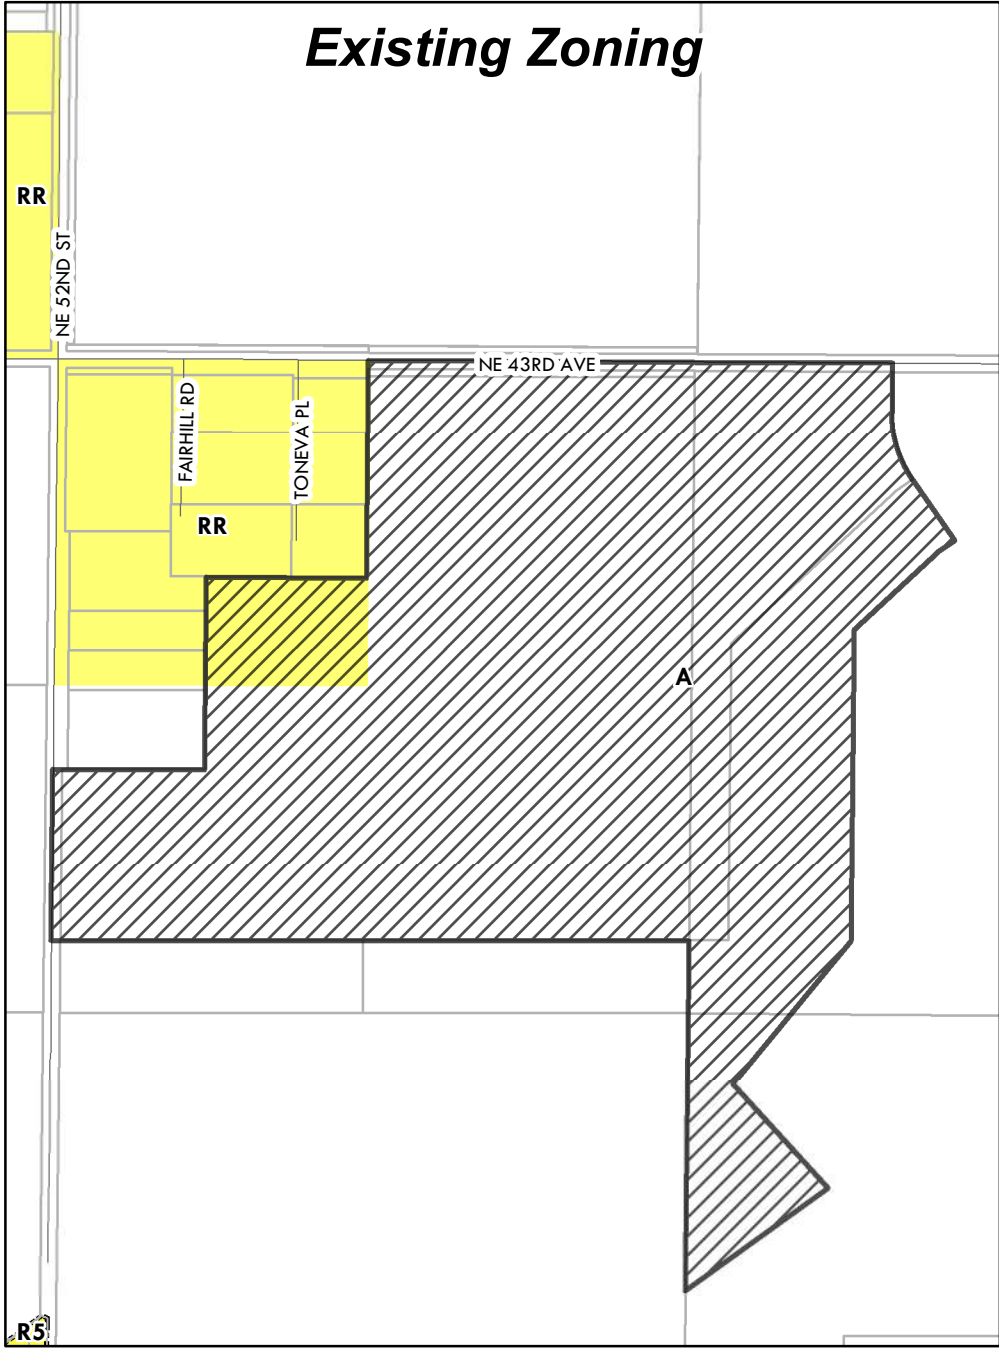 Existing Zoning
RR
NE 52ND ST
NE 43RD AVE
FAIRHILL RD
TONEVA PL
RR
A
R5